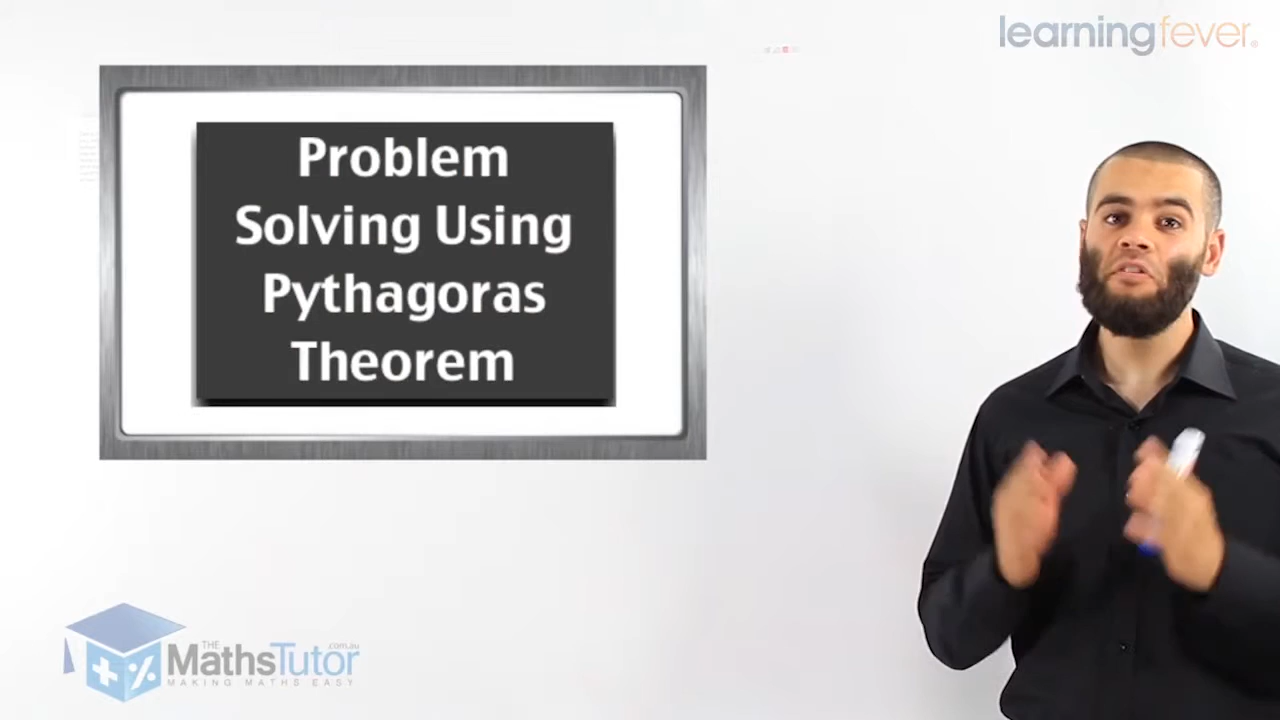 learningfever®
Problem
Solving Using
Pythagoras
Theorem
THE
MathsTutor
.com.au
MAKING MATHS EASY